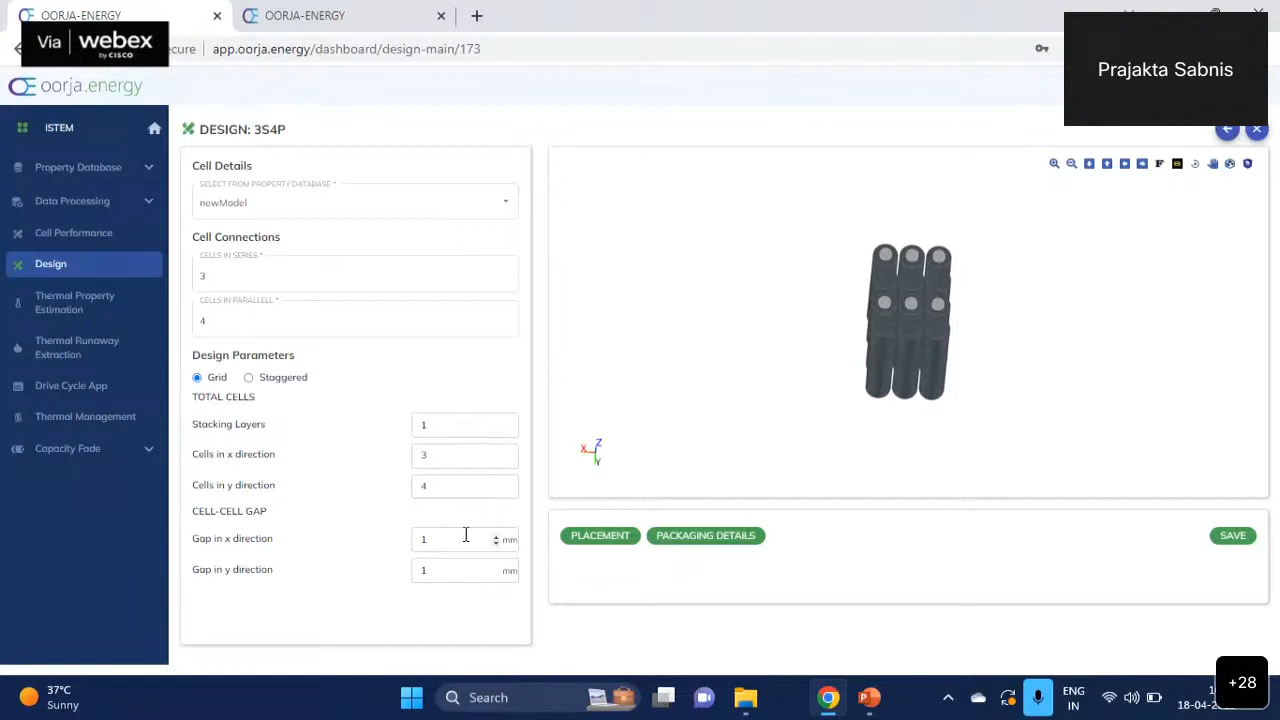 OORJA-ENERGY
OORJA-ENERGY
Via webex
by CISCO
app.oorja.energy/dashboard/design-main/173
Prajakta Sabnis
oorja.energy
ISTEM
Property Database
Data Processing
Cell Performance
Design
Thermal Property
Estimation
Thermal Runaway
Extraction
Drive Cycle App
Thermal Management
Capacity Fade
DESIGN: 3S4P
Cell Details
SELECT FROM PROPERTY DATABASE *
newModel
Cell Connections
CELLS IN SERIES *
3
CELLS IN PARALLELL *
4
Design Parameters
Grid Staggered
TOTAL CELLS
Stacking Layers 1
Cells in x direction 3
Cells in y direction 4
CELL-CELL GAP
Gap in x direction 1 mm
Gap in y direction 1 mm
F
X Z
Y
PLACEMENT PACKAGING DETAILS SAVE
+28
37°C
Sunny
Search
ENG
IN